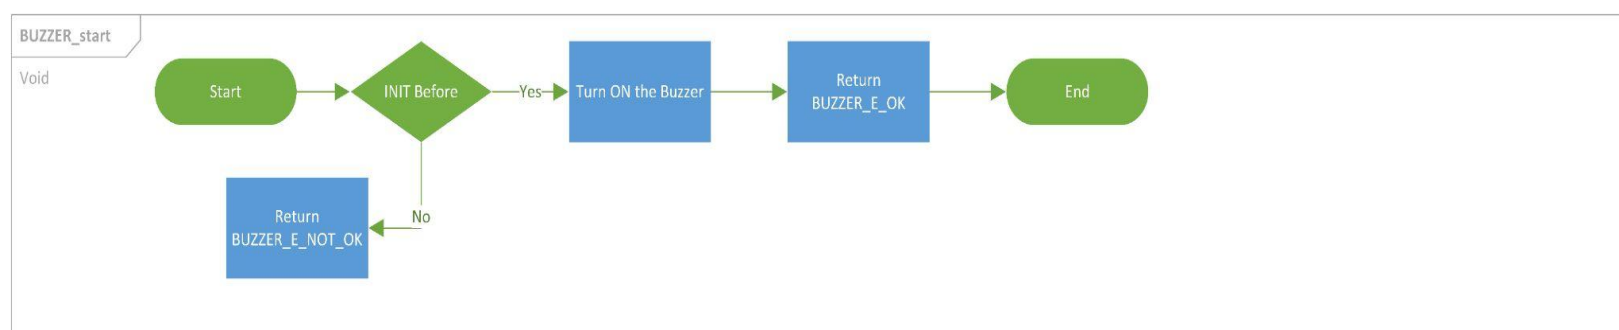 BUZZER_start
Void
Start
INIT Before
Yes
Turn ON the Buzzer
Return
BUZZER_E_OK
End
No
Return
BUZZER_E_NOT_OK